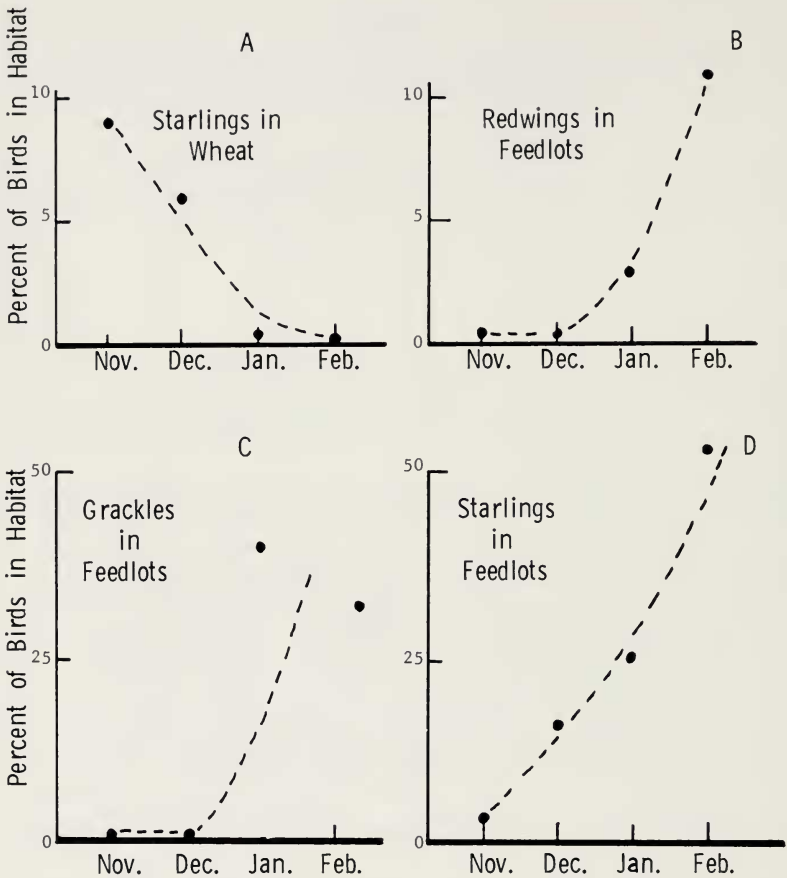 Percent of Birds in Habitat
A
10
5
0
Starlings in
Wheat
Nov. Dec. Jan. Feb.
B
10
5
0
Redwings in
Feedlots
Nov. Dec. Jan. Feb.
Percent of Birds in Habitat
C
50
25
0
Grackles
in
Feedlots
Nov. Dec. Jan. Feb.
D
50
25
0
Starlings
in
Feedlots
Nov. Dec. Jan. Feb.